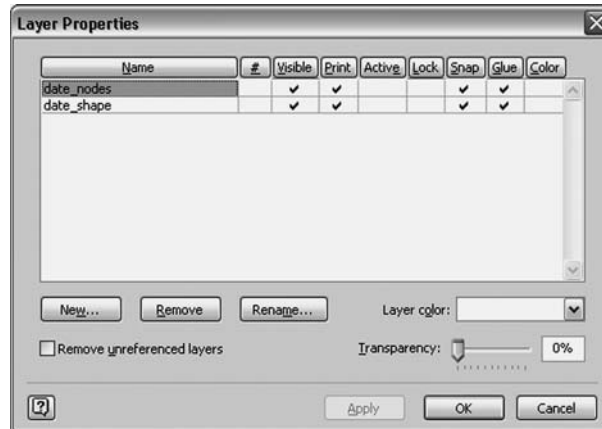 Layer Properties
Name # Visible Print Active Lock Snap Glue Color
date_nodes
date_shape
New... Remove Rename... Layer color:
Remove unreferenced layers Transparency: 0%
Apply OK Cancel